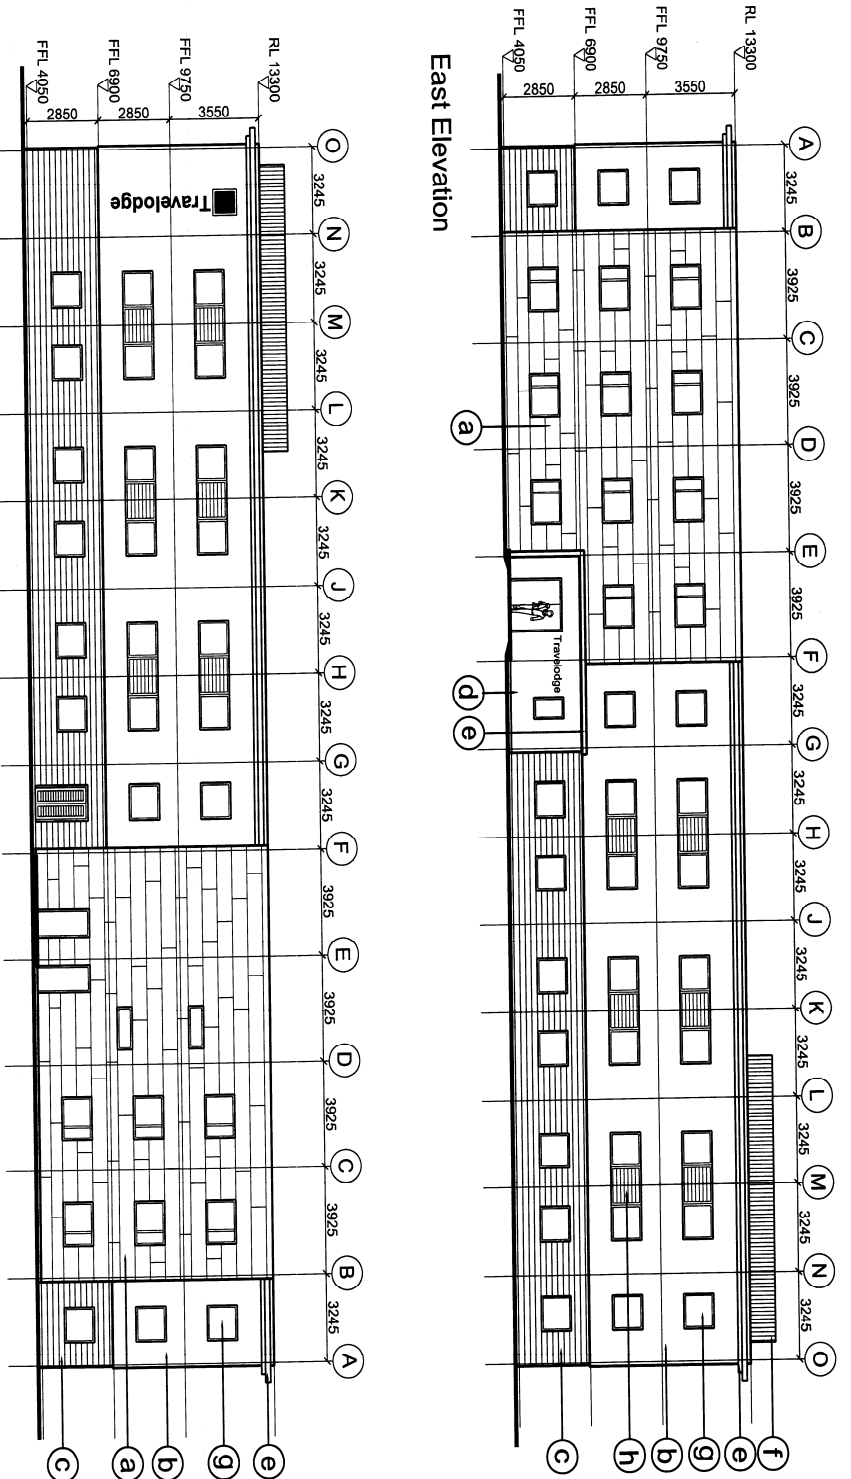 A B C D E F G H J K L M N O
3245 3925 3925 3925 3925 3245 3245 3245 3245 3245 3245 3245 3245
RL 13300
3550
FFL 9750
2850
FFL 6900
2850
FFL 4050
Travelodge
a
d
e
f
e
g
b
h
c
East Elevation
O N M L K J H G F E D C B A
3245 3245 3245 3245 3245 3245 3245 3245 3925 3925 3925 3925 3245
RL 13300
3550
FFL 9750
2850
FFL 6900
2850
FFL 4050
Travelodge
e
g
b
a
c